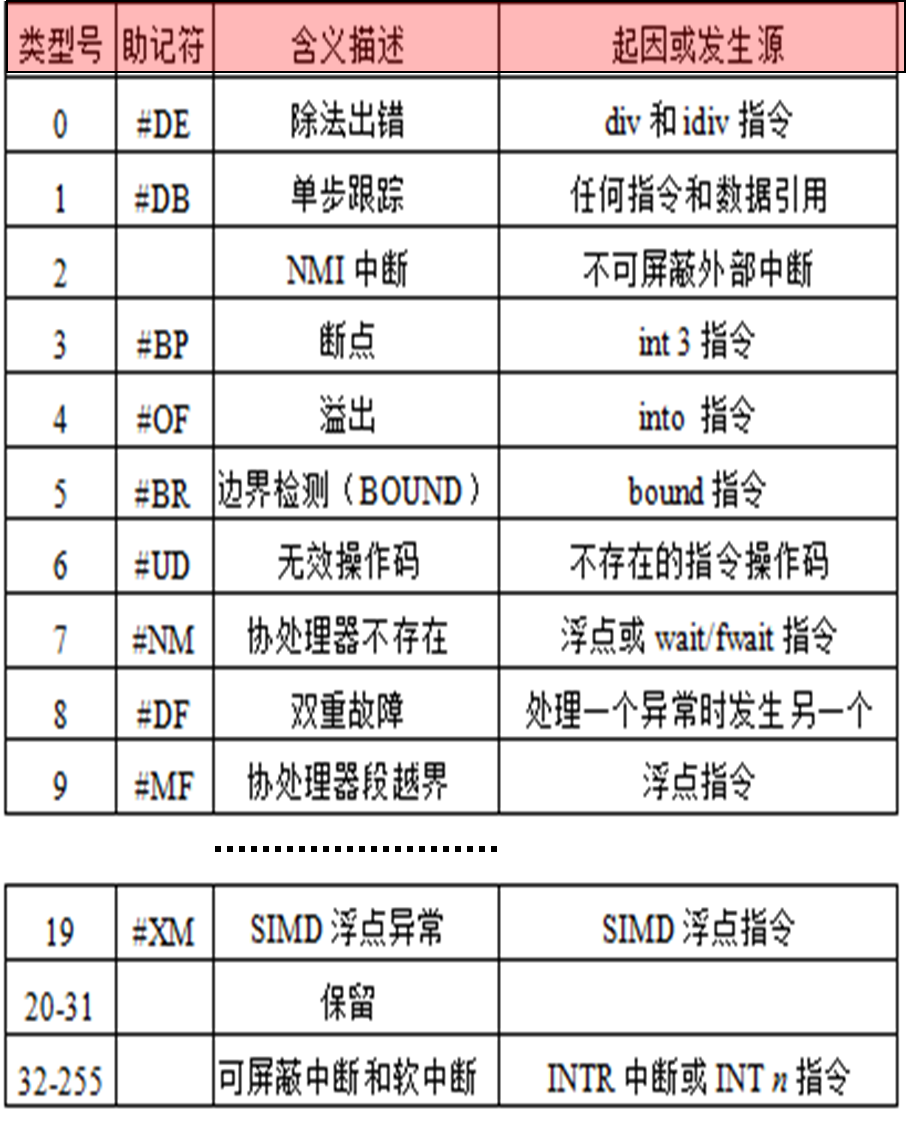 类型号 助记符 含义描述 起因或发生源
0 #DE 除法出错 div 和 idiv 指令
1 #DB 单步跟踪 任何指令和数据引用
2 NMI 中断 不可屏蔽外部中断
3 #BP 断点 int 3 指令
4 #OF 溢出 into 指令
5 #BR 边界检测（BOUND） bound 指令
6 #UD 无效操作码 不存在的指令操作码
7 #NM 协处理器不存在 浮点或 wait/fwait 指令
8 #DF 双重故障 处理一个异常时发生另一个
9 #MF 协处理器段越界 浮点指令
........................
19 #XM SIMD 浮点异常 SIMD 浮点指令
20-31 保留
32-255 可屏蔽中断和软中断 INTR 中断或 INT n 指令